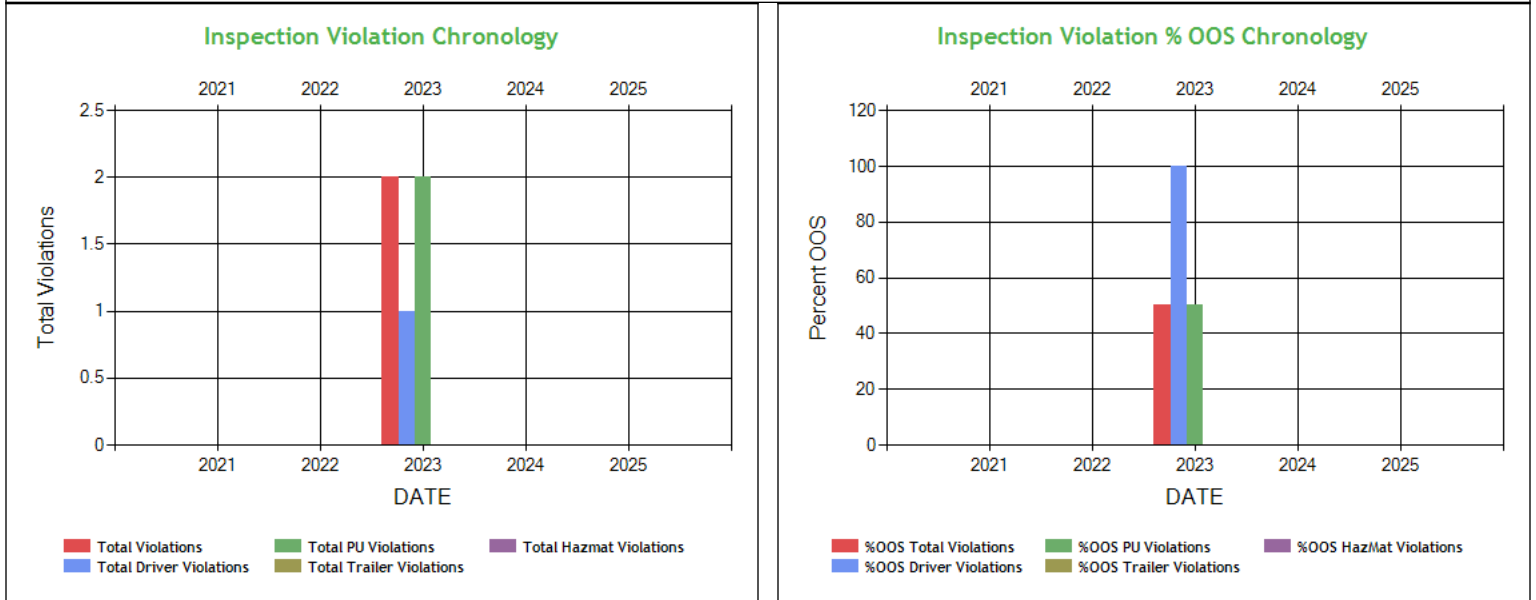 Inspection Violation Chronology
2021 2022 2023 2024 2025
2.5
2
1.5
1
0.5
0
Total Violations
2021 2022 2023 2024 2025
DATE
Total Violations Total PU Violations Total Hazmat Violations
Total Driver Violations Total Trailer Violations
Inspection Violation % OOS Chronology
2021 2022 2023 2024 2025
120
100
80
60
40
20
0
Percent OOS
2021 2022 2023 2024 2025
DATE
%OOS Total Violations %OOS PU Violations %OOS HazMat Violations
%OOS Driver Violations %OOS Trailer Violations